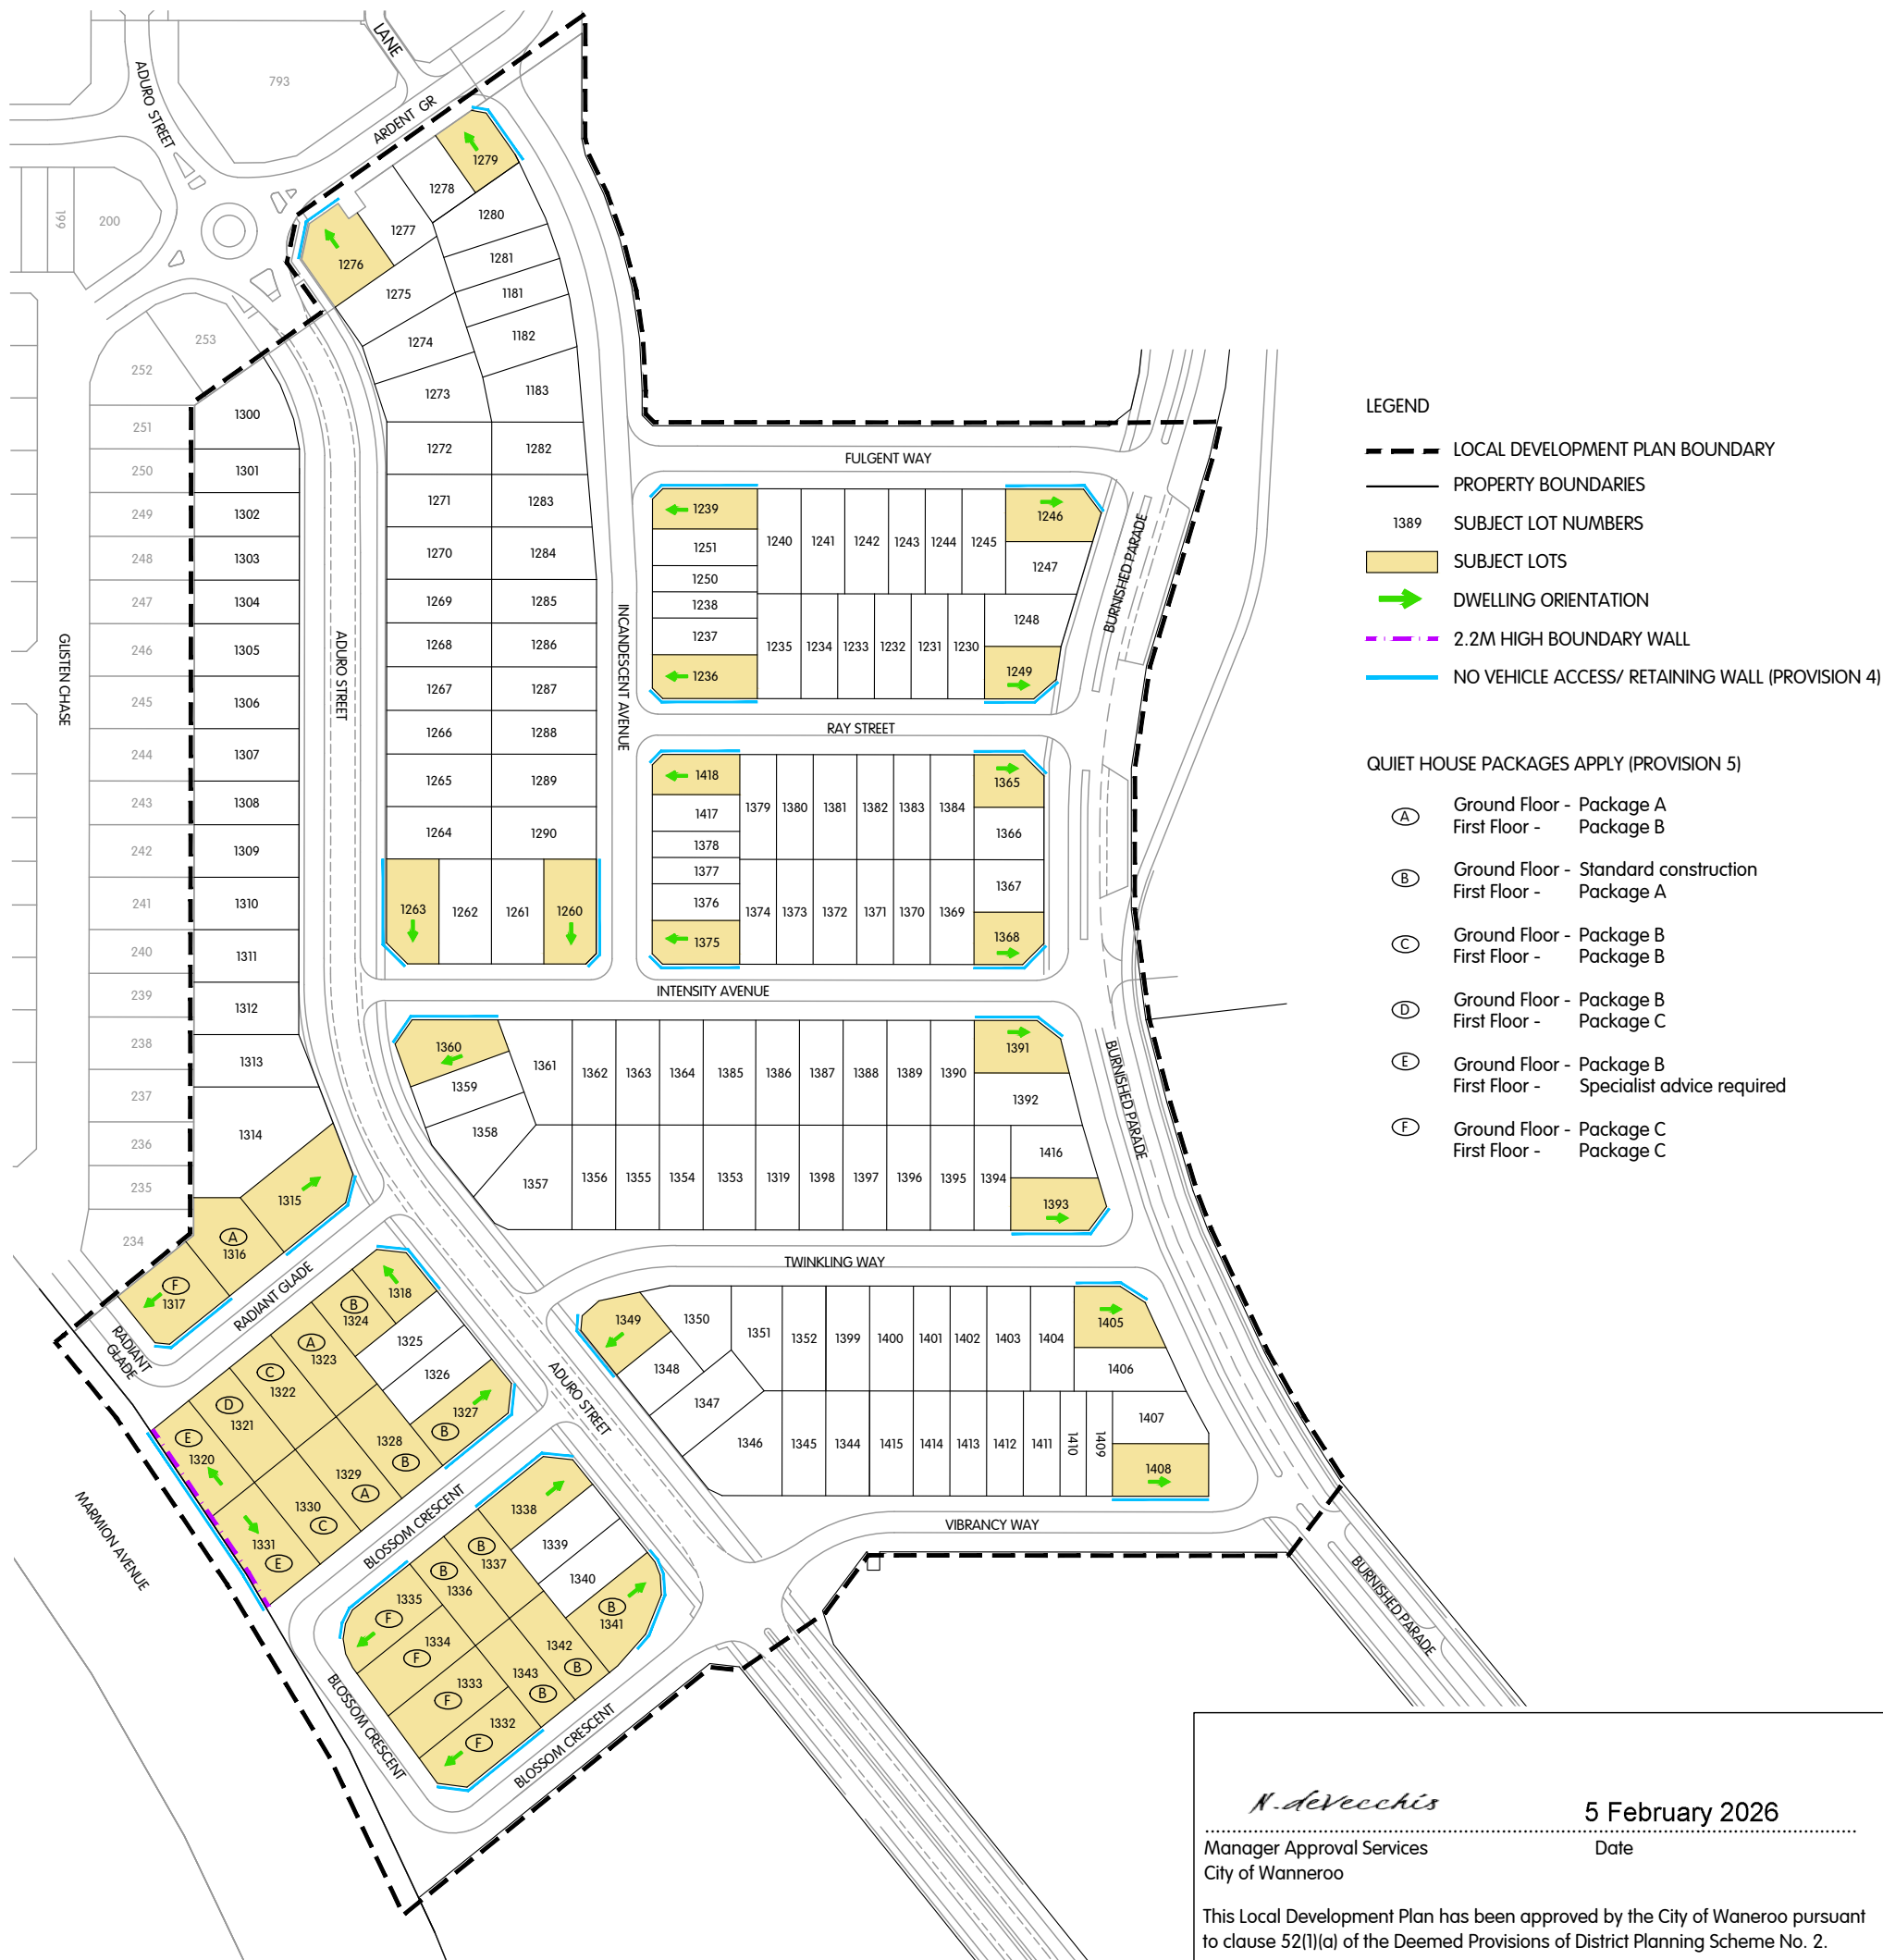 LANE
ADURO STREET
793
ARDENT GR
199
200
1279
1278
1280
1277
1276
1281
1275
1181
1274
1182
253
252
1273
1183
251
1300
1272
1282
250
1301
1271
1283
249
1302
248
1303
1270
1284
247
1304
1269
1285
GLISTEN CHASE
246
1305
ADURO STREET
1268
1286
INCANDESCENT AVENUE
245
1306
1267
1287
1266
1288
244
1307
1265
1289
243
1308
242
1309
1264
1290
241
1310
1263
1262
1261
1260
240
1311
239
1312
238
1313
237
236
1314
235
234
FULGENT WAY
1239
1251
1250
1238
1237
1236
1240
1241
1242
1243
1244
1245
1246
1247
1235
1234
1233
1232
1231
1230
1248
1249
BURNISHED PARADE
RAY STREET
1418
1417
1378
1377
1376
1375
1379
1380
1381
1382
1383
1384
1365
1366
1374
1373
1372
1371
1370
1369
1367
1368
INTENSITY AVENUE
1360
1359
1358
1357
1361
1362
1363
1364
1385
1386
1387
1388
1389
1390
1391
1392
1356
1355
1354
1353
1319
1398
1397
1396
1395
1394
1416
1393
BURNISHED PARADE
TWINKLING WAY
1315
A
1316
F
1317
RADIANT GLADE
RADIANT
GLADE
1318
B
1324
A
1323
C
1322
D
1321
E
1320
1325
1326
1327
B
1328
B
1329
A
1330
C
1331
E
MARMION AVENUE
BLOSSOM CRESCENT
ADURO STREET
1349
1350
1351
1352
1399
1400
1401
1402
1403
1404
1405
1406
1348
1347
1346
1345
1344
1415
1414
1413
1412
1411
1410
1409
1407
1408
VIBRANCY WAY
BURNISHED PARADE
1338
B
1337
1339
1340
B
1336
1335
F
1334
F
1333
F
1332
F
B
1341
1342
B
1343
B
BLOSSOM CRESCENT
BLOSSOM CRESCENT
LEGEND
LOCAL DEVELOPMENT PLAN BOUNDARY
PROPERTY BOUNDARIES
1389 SUBJECT LOT NUMBERS
SUBJECT LOTS
DWELLING ORIENTATION
2.2M HIGH BOUNDARY WALL
NO VEHICLE ACCESS/ RETAINING WALL (PROVISION 4)
QUIET HOUSE PACKAGES APPLY (PROVISION 5)
A Ground Floor - Package A
First Floor - Package B
B Ground Floor - Standard construction
First Floor - Package A
C Ground Floor - Package B
First Floor - Package B
D Ground Floor - Package B
First Floor - Package C
E Ground Floor - Package B
First Floor - Specialist advice required
F Ground Floor - Package C
First Floor - Package C
N. deVecchis 5 February 2026
Manager Approval Services Date
City of Wanneroo
This Local Development Plan has been approved by the City of Waneroo pursuant
to clause 52(1)(a) of the Deemed Provisions of District Planning Scheme No. 2.